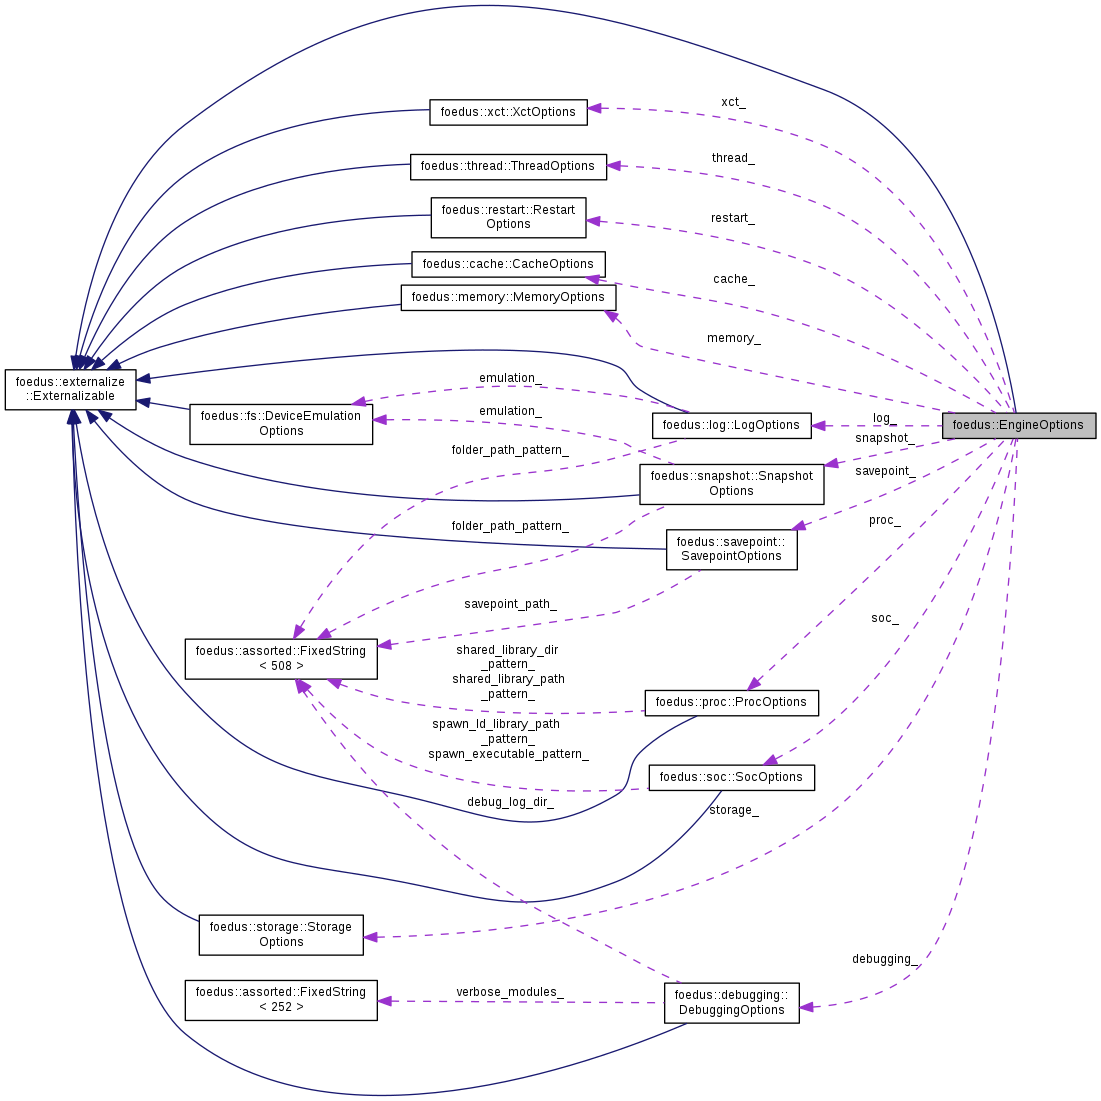 xct_
foedus::xct::XctOptions
thread_
foedus::thread::ThreadOptions
foedus::restart::Restart
Options
restart_
foedus::cache::CacheOptions
cache_
foedus::memory::MemoryOptions
memory_
foedus::externalize
::Externalizable
emulation_
foedus::fs::DeviceEmulation
Options
emulation_
foedus::log::LogOptions
log_
foedus::EngineOptions
snapshot_
folder_path_pattern_
foedus::snapshot::Snapshot
Options
savepoint_
folder_path_pattern_
proc_
foedus::savepoint::
SavepointOptions
savepoint_path_
soc_
foedus::assorted::FixedString
< 508 >
shared_library_dir
_pattern_
shared_library_path
_pattern_
foedus::proc::ProcOptions
spawn_ld_library_path
_pattern_
spawn_executable_pattern_
foedus::soc::SocOptions
debug_log_dir_
storage_
foedus::storage::Storage
Options
debugging_
foedus::assorted::FixedString
< 252 >
verbose_modules_
foedus::debugging::
DebuggingOptions